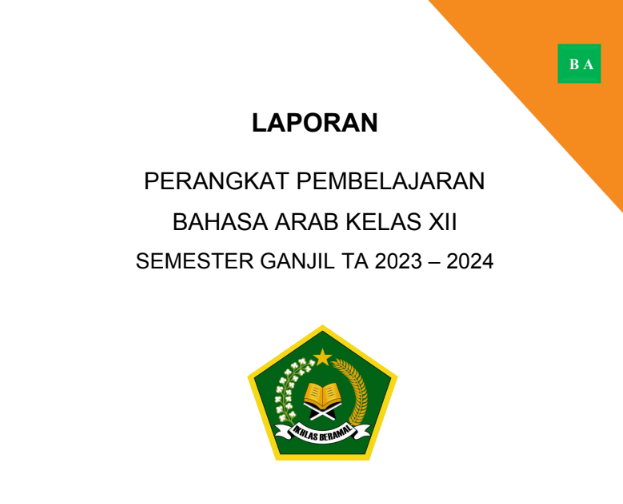 B A
LAPORAN
PERANGKAT PEMBELAJARAN
BAHASA ARAB KELAS XII
SEMESTER GANJIL TA 2023 – 2024
IKHLAS BERAMAL